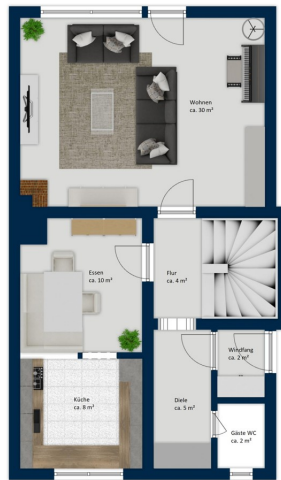 Wohnen
ca. 30 m²
Essen
ca. 10 m²
Flur
ca. 4 m²
Windfang
ca. 2 m²
Küche
ca. 8 m²
Diele
ca. 5 m²
Gäste WC
ca. 2 m²